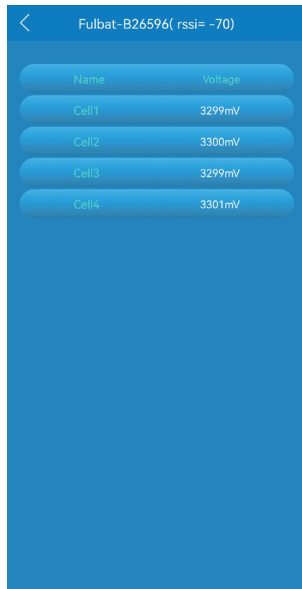 Fulbat-B26596( rssi= -70)
Name Voltage
Cell1 3299mV
Cell2 3300mV
Cell3 3299mV
Cell4 3301mV